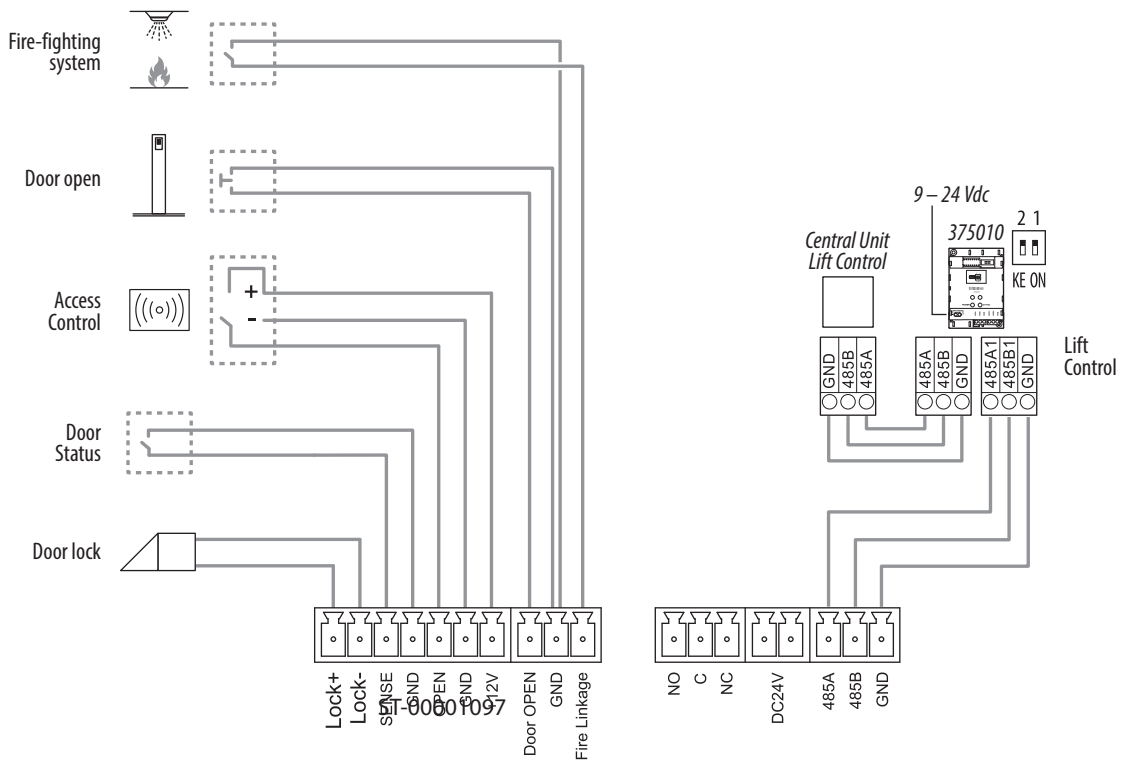 Fire-fighting
system
Door open
Access
Control
+
-
Door
Status
Door lock
9 – 24 Vdc
375010
2 1
KE ON
Central Unit
Lift Control
GND
485B
485A
485A
485B
GND
485A1
485B1
GND
Lift
Control
Lock+
Lock-
SENSE
GND
OPEN
GND
12V
Door OPEN
GND
Fire Linkage
NO
C
NC
DC24V
485A
485B
GND
ST-00601097